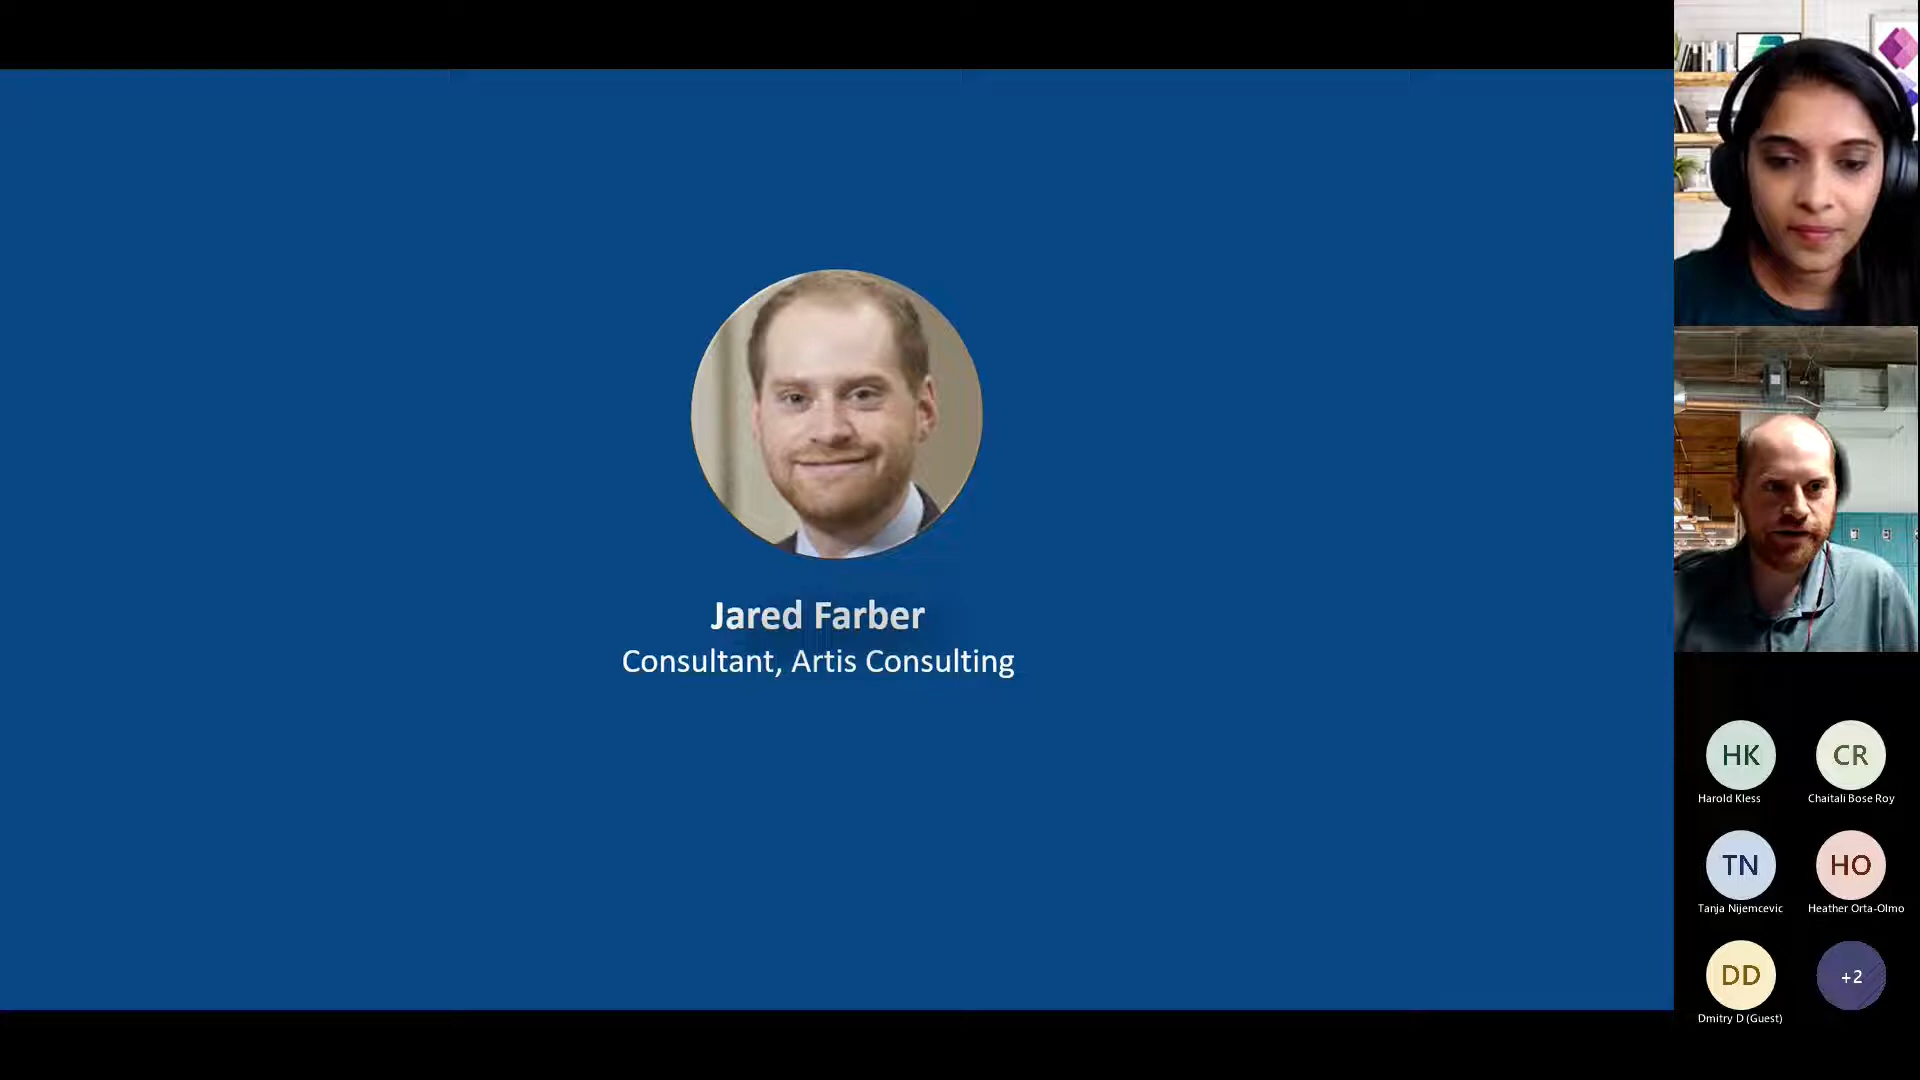 Jared Farber
Consultant, Artis Consulting
HK
Harold Kless
CR
Chaitali Bose Roy
TN
Tanja Nijemcevic
HO
Heather Orta-Olmo
DD
Dmitry D (Guest)
+2